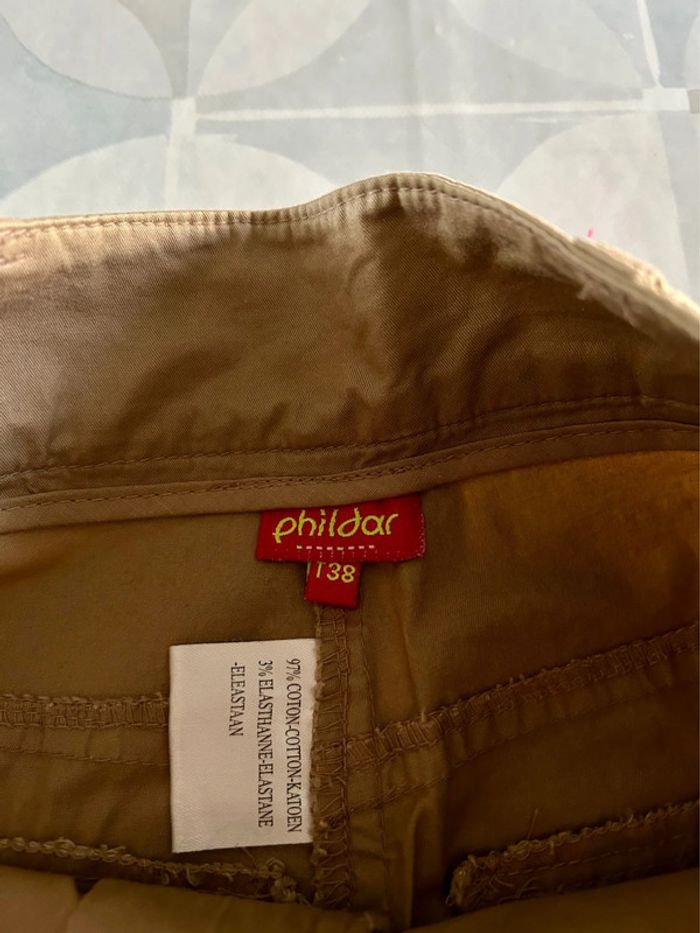 phildar
T38
97% COTON-COTTON-KATOEN
3% ELASTHANNE-ELASTANE
-ELEASTAAN